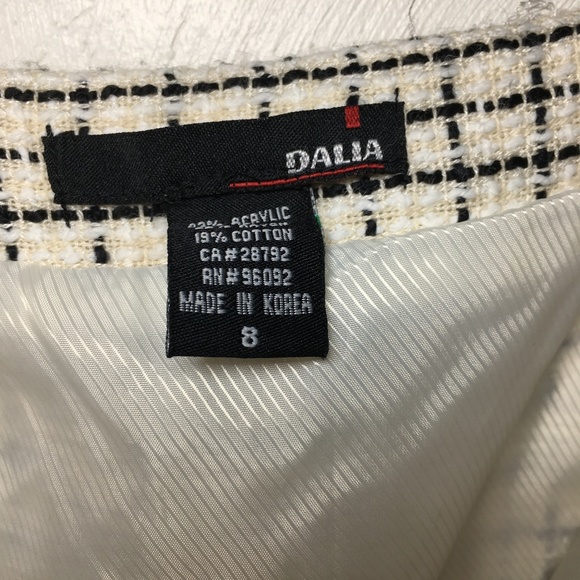 DALIA
ACRYLIC
19% COTTON
CA# 28792
RN# 96092
MADE IN KOREA
8